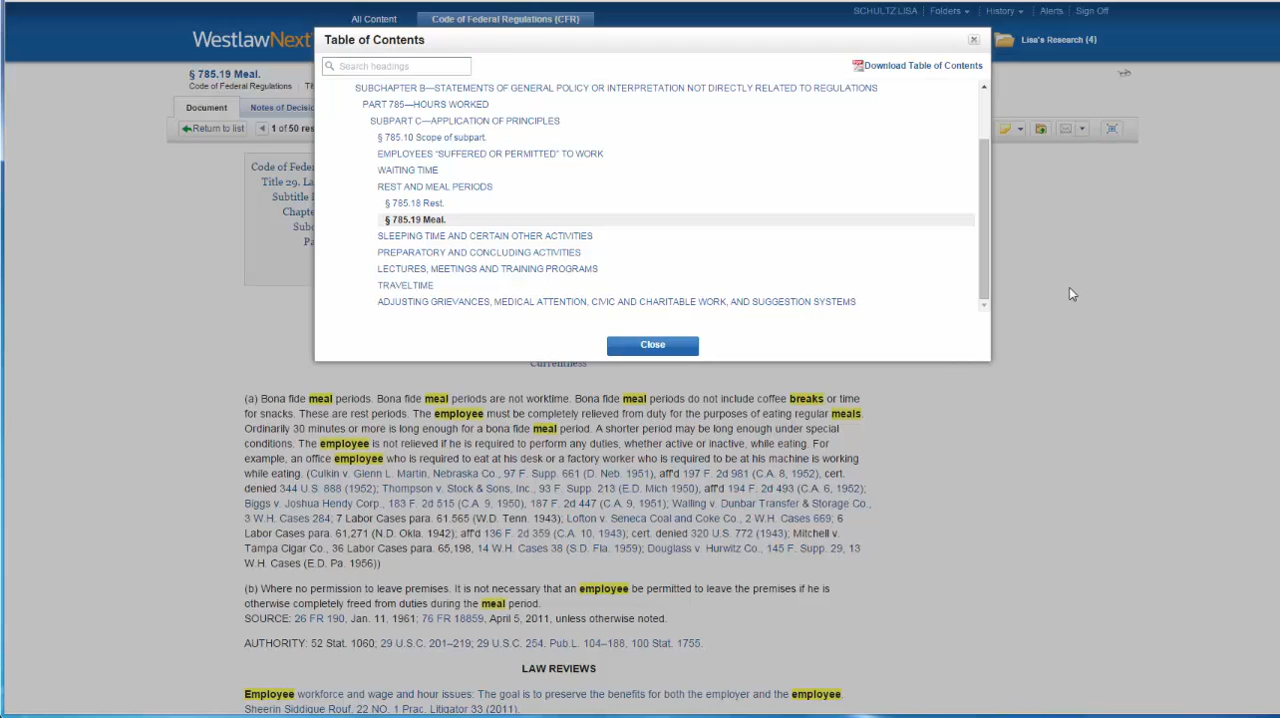 SCHULTZ LISA Folders History Alerts Sign Off
All Content Code of Federal Regulations (CFR)
WestlawNext
Lisa's Research (4)
Table of Contents
Search headings
Download Table of Contents
§ 785.19 Meal.
Code of Federal Regulations
Document Notes of Decisi
Return to list 1 of 50 res
SUBCHAPTER B—STATEMENTS OF GENERAL POLICY OR INTERPRETATION NOT DIRECTLY RELATED TO REGULATIONS
PART 785—HOURS WORKED
SUBPART C—APPLICATION OF PRINCIPLES
§ 785.10 Scope of subpart.
EMPLOYEES “SUFFERED OR PERMITTED” TO WORK
WAITING TIME
REST AND MEAL PERIODS
§ 785.18 Rest.
§ 785.19 Meal.
SLEEPING TIME AND CERTAIN OTHER ACTIVITIES
PREPARATORY AND CONCLUDING ACTIVITIES
LECTURES, MEETINGS AND TRAINING PROGRAMS
TRAVELTIME
ADJUSTING GRIEVANCES, MEDICAL ATTENTION, CIVIC AND CHARITABLE WORK, AND SUGGESTION SYSTEMS
Close
Code of Feder
Title 29. La
Subtitle
Chapte
Subc
Pa
Currentness
(a) Bona fide meal periods. Bona fide meal periods are not worktime. Bona fide meal periods do not include coffee breaks or time
for snacks. These are rest periods. The employee must be completely relieved from duty for the purposes of eating regular meals.
Ordinarily 30 minutes or more is long enough for a bona fide meal period. A shorter period may be long enough under special
conditions. The employee is not relieved if he is required to perform any duties, whether active or inactive, while eating. For
example, an office employee who is required to eat at his desk or a factory worker who is required to be at his machine is working
while eating. (Culkin v. Glenn L. Martin, Nebraska Co., 97 F. Supp. 661 (D. Neb. 1951), aff'd 197 F. 2d 981 (C.A. 8, 1952), cert.
denied 344 U.S. 888 (1952); Thompson v. Stock & Sons, Inc., 93 F. Supp. 213 (E.D. Mich 1950), aff'd 194 F. 2d 493 (C.A. 6, 1952);
Biggs v. Joshua Hendy Corp., 183 F. 2d 515 (C.A. 9, 1950), 187 F. 2d 447 (C.A. 9, 1951); Walling v. Dunbar Transfer & Storage Co.,
3 W.H. Cases 284; 7 Labor Cases para. 61.565 (W.D. Tenn. 1943); Lofton v. Seneca Coal and Coke Co., 2 W.H. Cases 669; 6
Labor Cases para. 61,271 (N.D. Okla. 1942); aff'd 136 F. 2d 359 (C.A. 10, 1943); cert. denied 320 U.S. 772 (1943); Mitchell v.
Tampa Cigar Co., 36 Labor Cases para. 65,198, 14 W.H. Cases 38 (S.D. Fla. 1959); Douglass v. Hurwitz Co., 145 F. Supp. 29, 13
W.H. Cases (E.D. Pa. 1956))
(b) Where no permission to leave premises. It is not necessary that an employee be permitted to leave the premises if he is
otherwise completely freed from duties during the meal period.
SOURCE: 26 FR 190, Jan. 11, 1961; 76 FR 18859, April 5, 2011, unless otherwise noted.
AUTHORITY: 52 Stat. 1060; 29 U.S.C. 201–219; 29 U.S.C. 254. Pub.L. 104–188, 100 Stat. 1755.
LAW REVIEWS
Employee workforce and wage and hour issues: The goal is to preserve the benefits for both the employer and the employee.
Sheerin Siddique Rouf, 22 NO. 1 Prac. Litigator 33 (2011).